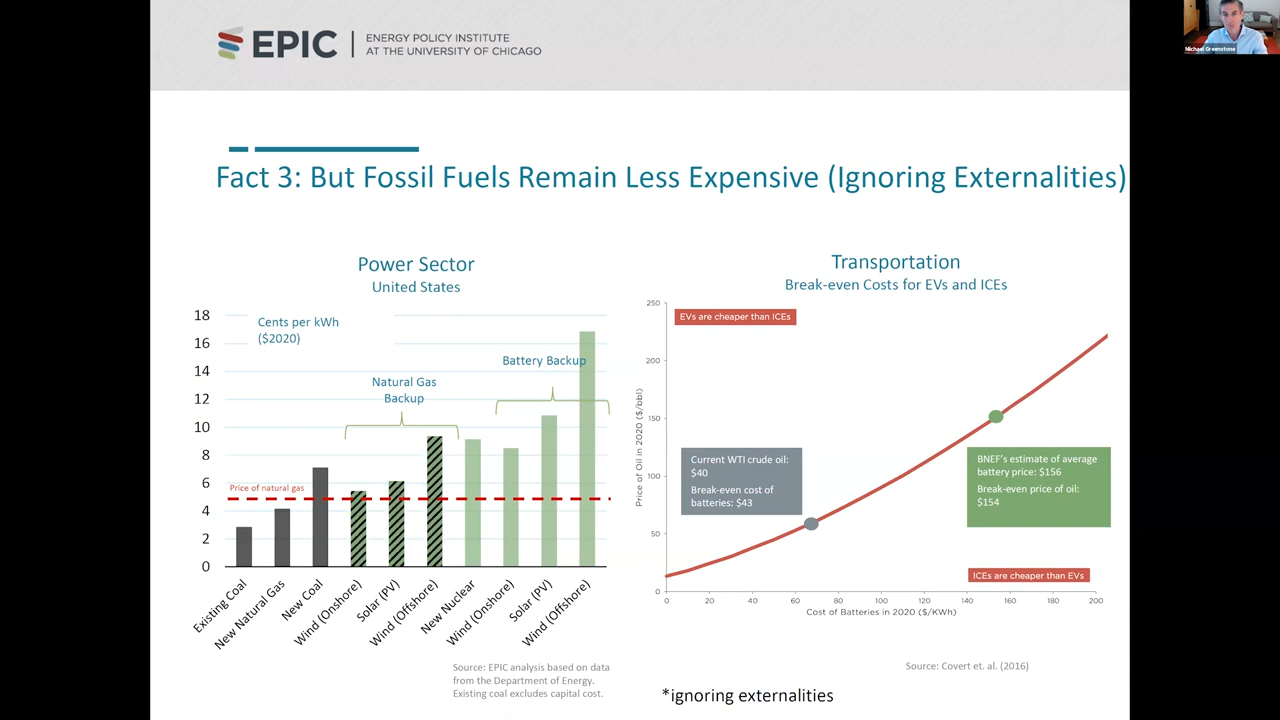 EPIC
ENERGY POLICY INSTITUTE
AT THE UNIVERSITY OF CHICAGO
Michael Greenstone
Fact 3: But Fossil Fuels Remain Less Expensive (Ignoring Externalities)
Power Sector
United States
18
16
14
12
10
8
6
4
2
0
Cents per kWh
($2020)
Natural Gas
Backup
Battery Backup
Price of natural gas
Existing Coal
New Natural Gas
New Coal
Wind (Onshore)
Solar (PV)
Wind (Offshore)
New Nuclear
Wind (Onshore)
Solar (PV)
Wind (Offshore)
Source: EPIC analysis based on data
from the Department of Energy.
Existing coal excludes capital cost.
Transportation
Break-even Costs for EVs and ICEs
250
200
150
100
50
0
Price of Oil in 2020 ($/bbl)
EVs are cheaper than ICEs
Current WTI crude oil:
$40
Break-even cost of
batteries: $43
BNEF's estimate of average
battery price: $156
Break-even price of oil:
$154
ICEs are cheaper than EVs
0 20 40 60 80 100 120 140 160 180 200
Cost of Batteries in 2020 ($/KWh)
Source: Covert et. al. (2016)
*ignoring externalities